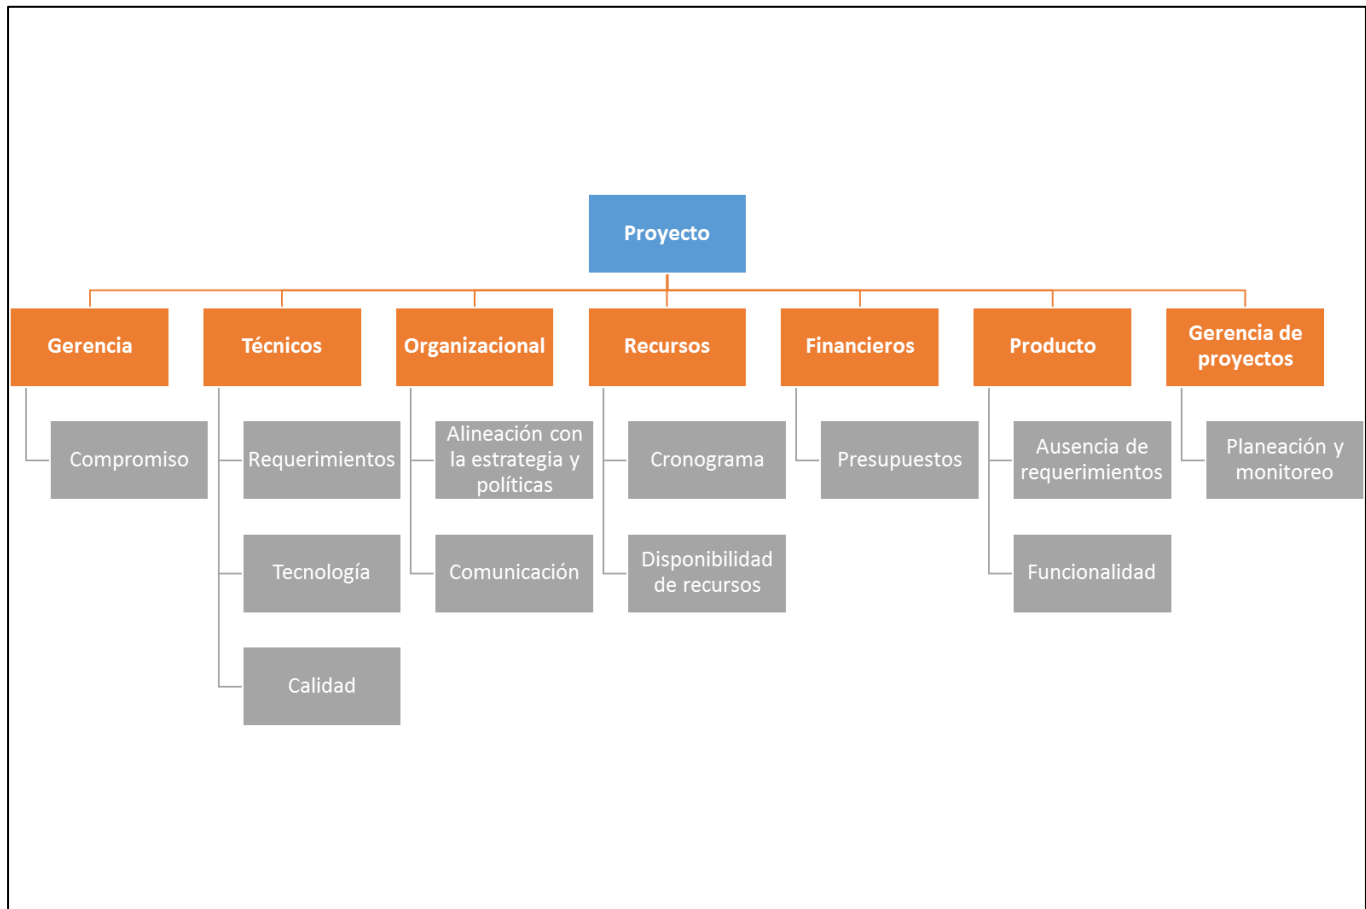 Proyecto
Gerencia
Técnicos
Organizacional
Recursos
Financieros
Producto
Gerencia de
proyectos
Compromiso
Requerimientos
Alineación con
la estrategia y
políticas
Cronograma
Presupuestos
Ausencia de
requerimientos
Planeación y
monitoreo
Tecnología
Comunicación
Disponibilidad
de recursos
Funcionalidad
Calidad